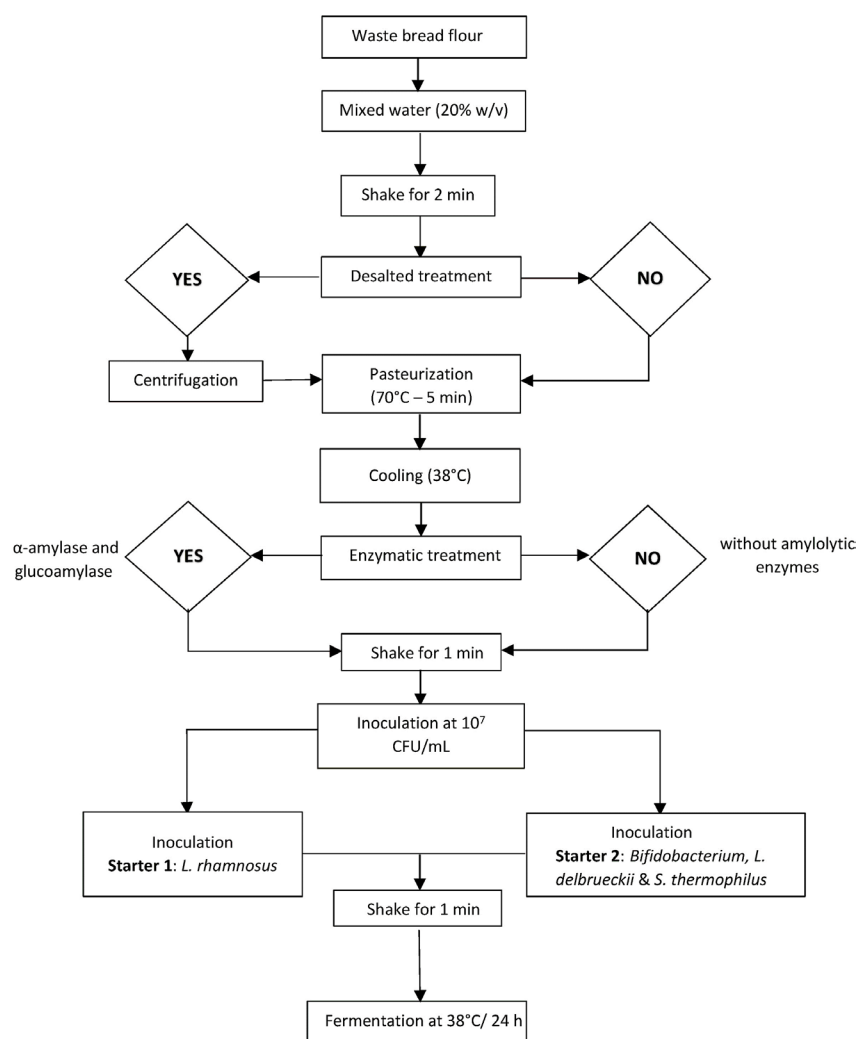 Waste bread flour
Mixed water (20% w/v)
Shake for 2 min
YES
Desalted treatment
NO
Centrifugation
Pasteurization
(70°C – 5 min)
Cooling (38°C)
α-amylase and
glucoamylase
YES
Enzymatic treatment
NO
without amylolytic
enzymes
Shake for 1 min
Inoculation at 10⁷
CFU/mL
Inoculation
Starter 1: L. rhamnosus
Inoculation
Starter 2: Bifidobacterium, L.
delbrueckii & S. thermophilus
Shake for 1 min
Fermentation at 38°C/ 24 h